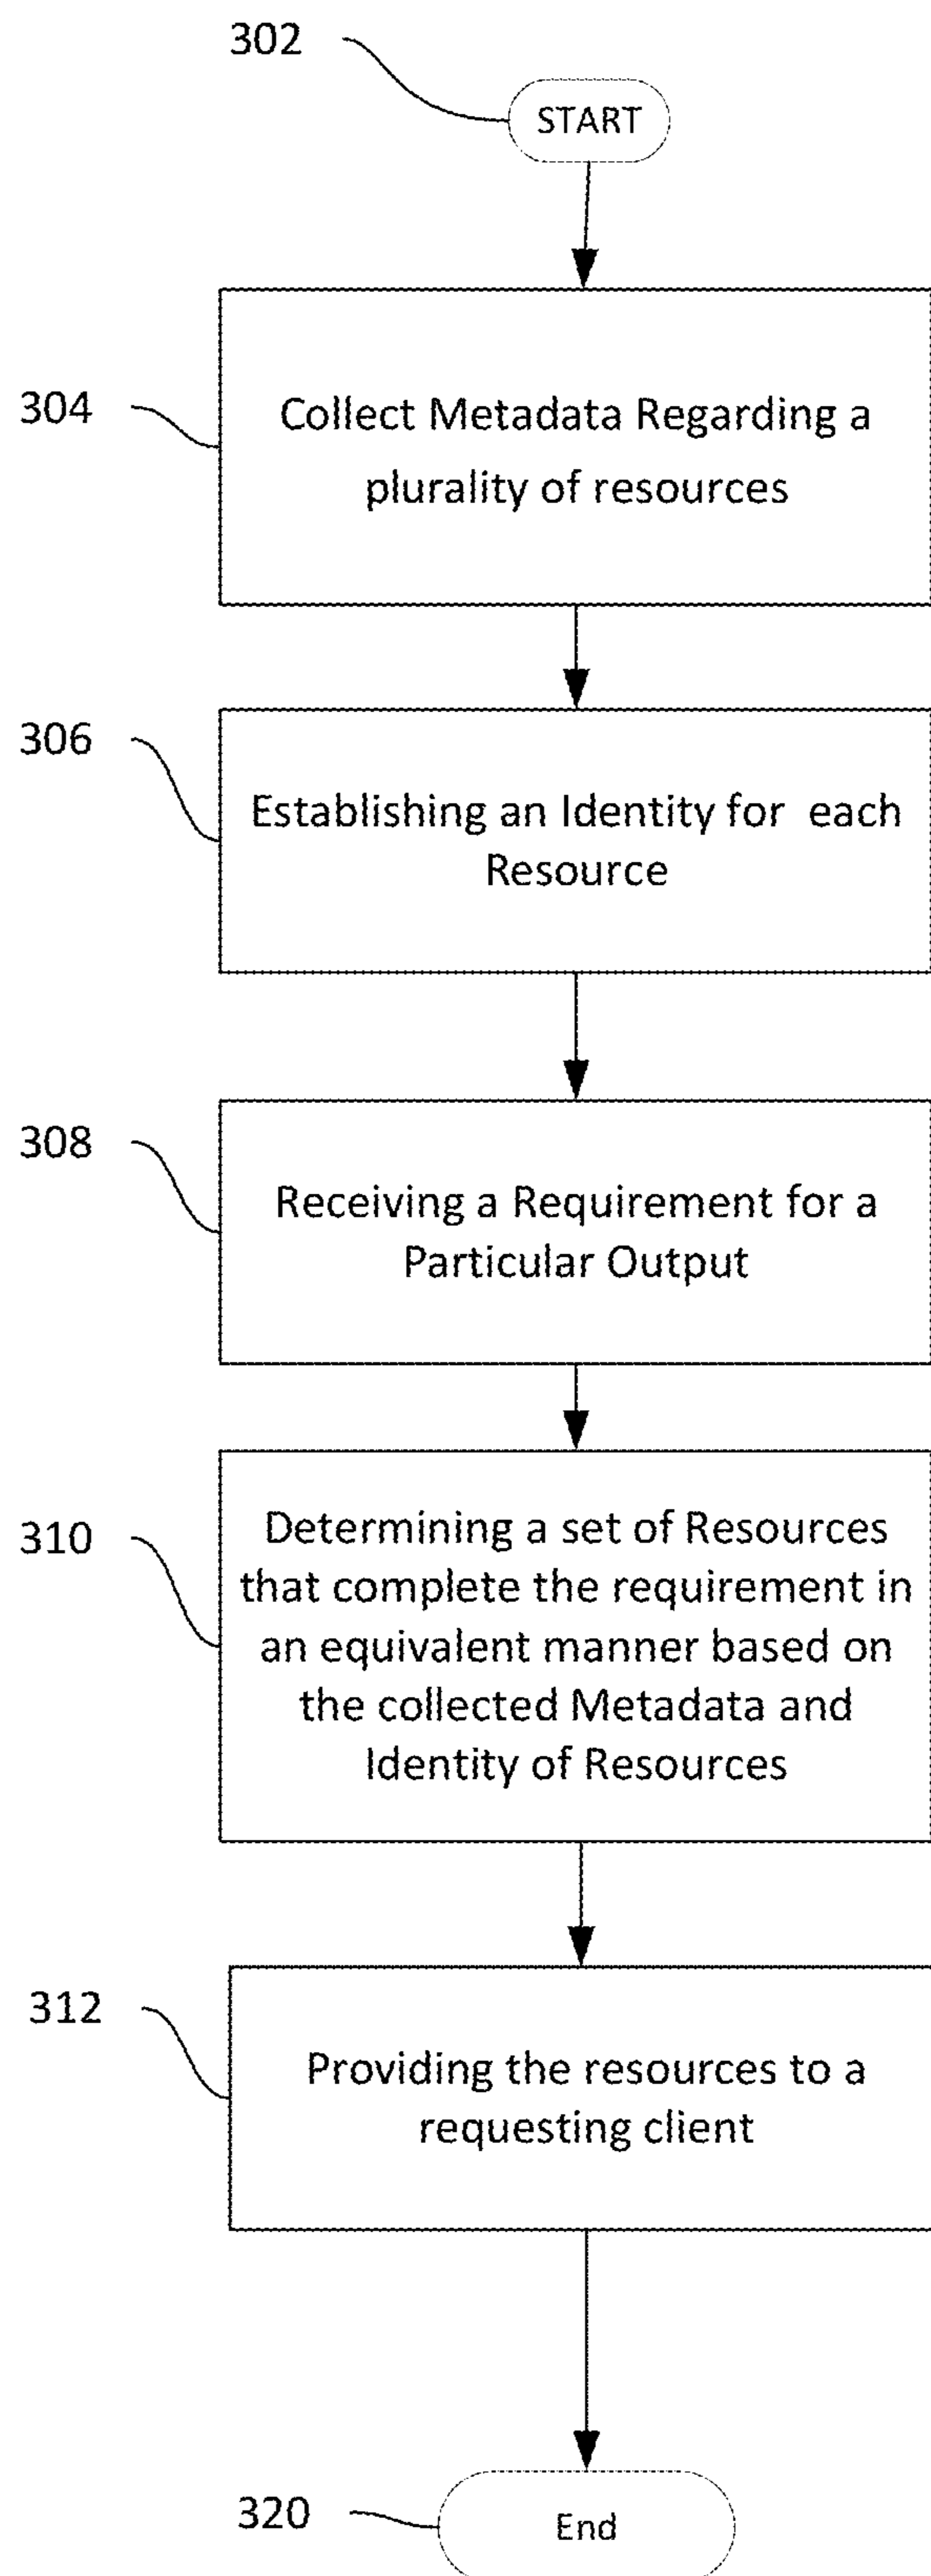 302
START
304
Collect Metadata Regarding a
plurality of resources
306
Establishing an Identity for each
Resource
308
Receiving a Requirement for a
Particular Output
310
Determining a set of Resources
that complete the requirement in
an equivalent manner based on
the collected Metadata and
Identity of Resources
312
Providing the resources to a
requesting client
320
End